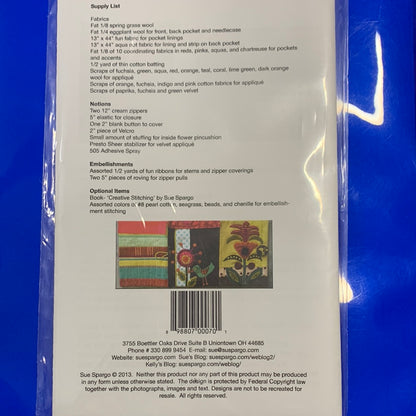 Supply List
Fabrics
Fat 1/8 spring grass wool
Fat 1/4 eggplant wool for front, back pocket and needlecase
13" x 44" fun fabric for pocket linings
13" x 44" aqua nut fabric for lining and strip on back pocket
Fat 1/8 of 10 coordinating fabrics in reds, pinks, aquas, and chartreuse for pockets
and accents
1/2 yard of thin cotton batting
Scraps of fuchsia, green, aqua, red, orange, teal, coral, lime green, dark orange
wool for appliqué
Scraps of orange, fuchsia, indigo and pink cotton fabrics for appliqué
Scraps of paprika, fuchsia and green velvet
Notions
Two 12" cream zippers
5" elastic for closure
One 2" blank button to cover
2" piece of Velcro
Small amount of stuffing for inside flower pincushion
Presto Sheer stabilizer for velvet appliqué
505 Adhesive Spray
Embellishments
Assorted 1/2 yards of fun ribbons for stems and zipper coverings
Two 5" pieces of roving for zipper pulls
Optional Items
Book- 'Creative Stitching' by Sue Spargo
Assorted colors of #8 pearl cotton, seagrass, beads, and chenille for embellish-
ment stitching
98807 00070
3755 Boettler Oaks Drive Suite B Uniontown OH 44685
Phone # 330 899 9454 E-mail: sue@suespargo.com
Website: suespargo.com Sue's Blog: suespargo.com/weblog2/
Kelly's Blog: suespargo.com/weblog/
Sue Spargo © 2013. Neither this product nor any part of this product may be reproduced
in any form unless otherwise stated. The design is protected by Federal Copyright law
together with the photographs, images and text. Designs are not to be recreated for
resale. All Rights Reserved.